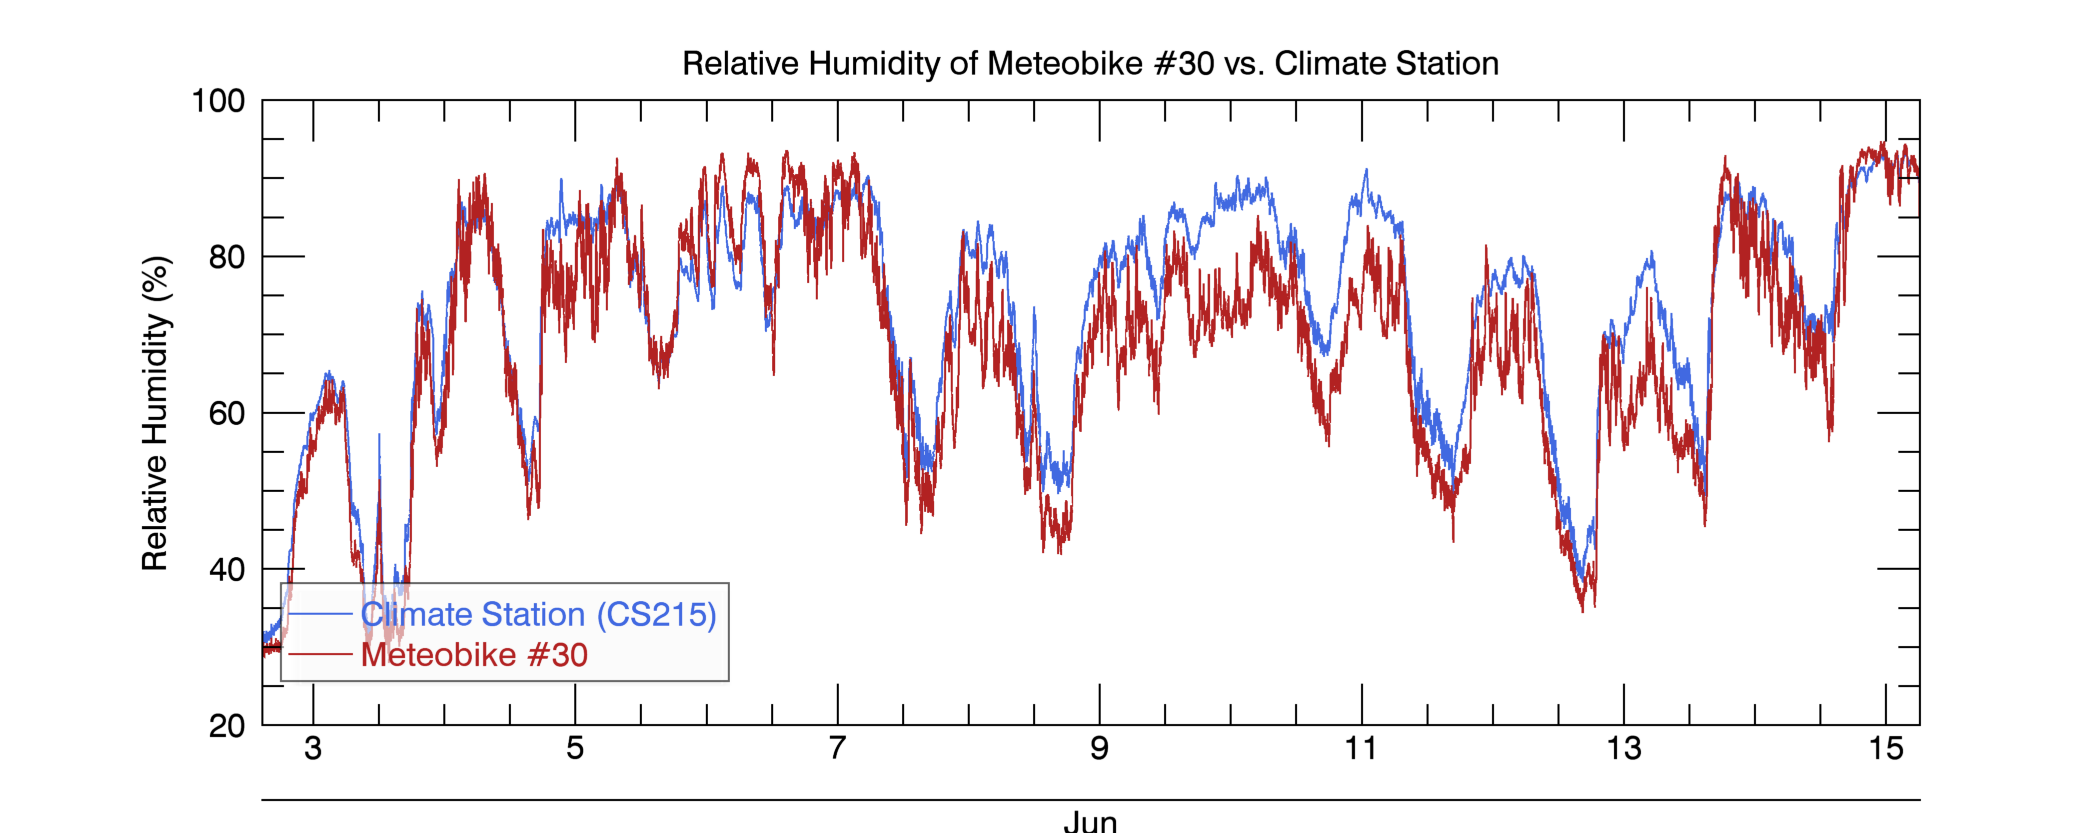 Relative Humidity of Meteobike #30 vs. Climate Station
Relative Humidity (%)
100
80
60
40
20
Climate Station (CS215)
Meteobike #30
3 5 7 9 11 13 15
Jun